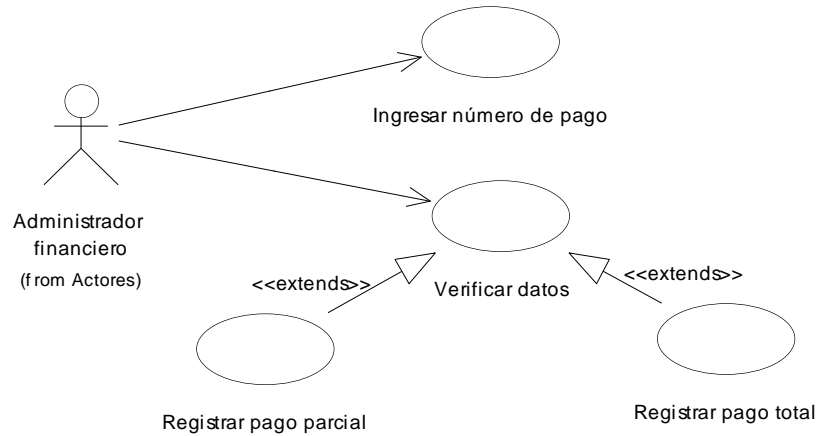 Ingresar número de pago
Administrador
financiero
(from Actores)
<<extends>>
<<extends>>
Verificar datos
Registrar pago parcial
Registrar pago total